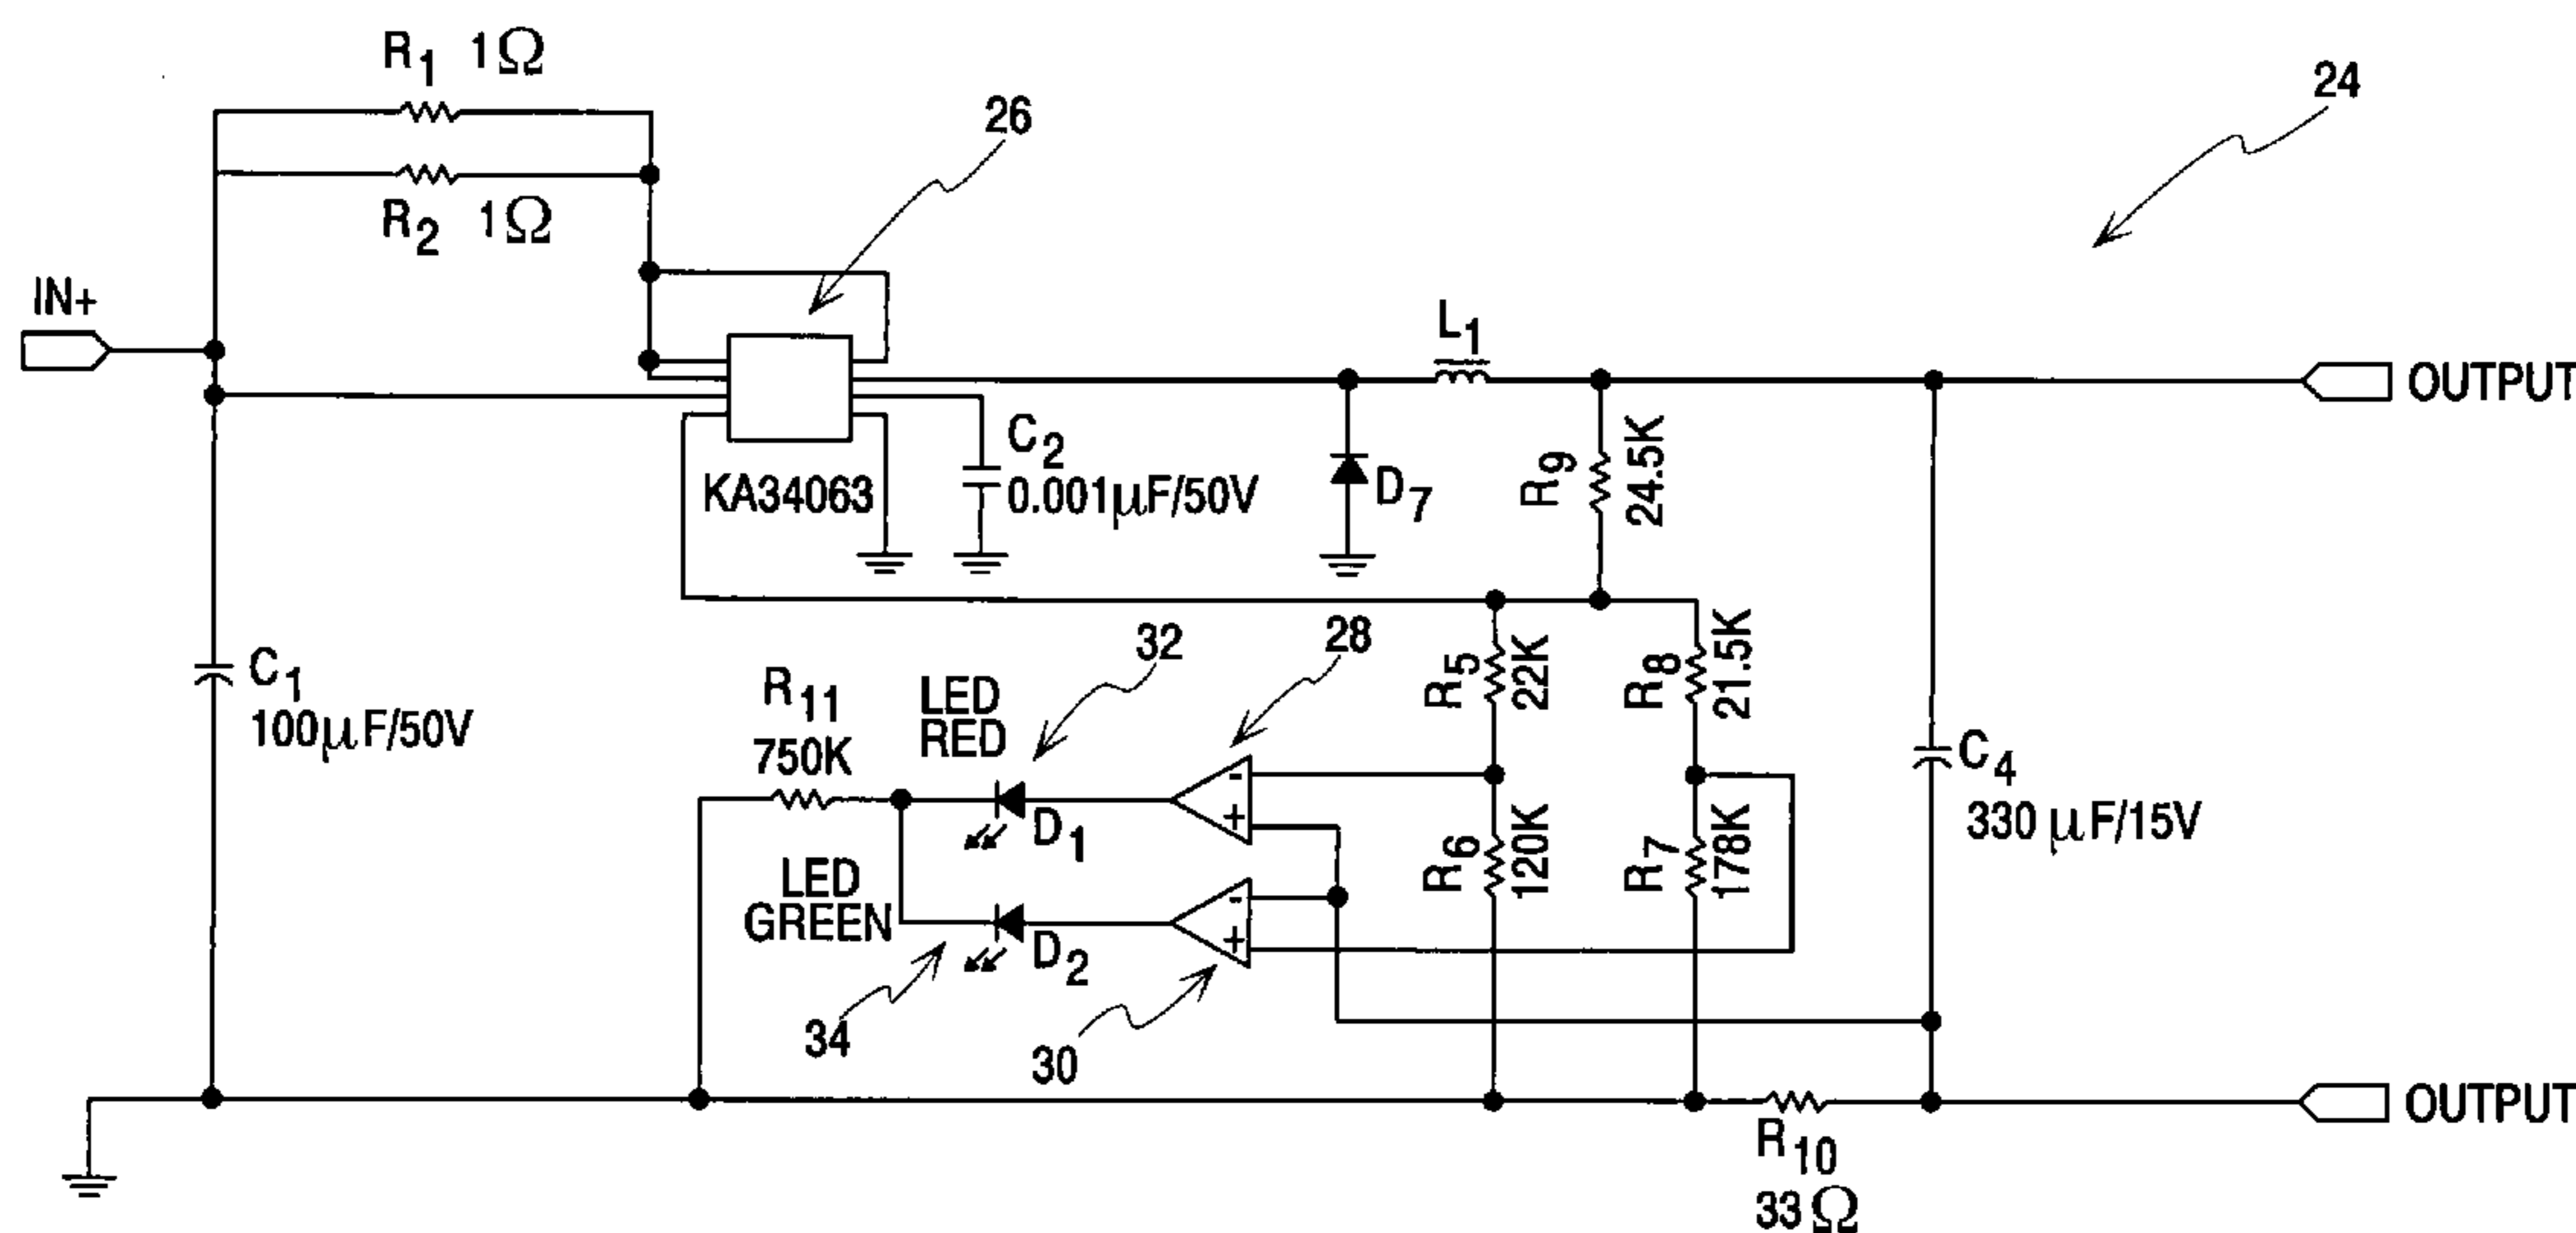 R1 1Ω
R2 1Ω
26
24
IN+
L1
OUTPUT
KA34063
C2
0.001μF/50V
D7
R9
24.5K
C1
100μF/50V
R11
750K
LED
RED
32
28
R5
22K
R8
21.5K
D1
LED
GREEN
D2
34
30
-
+
-
+
R6
120K
R7
178K
C4
330 μF/15V
R10
33Ω
OUTPUT